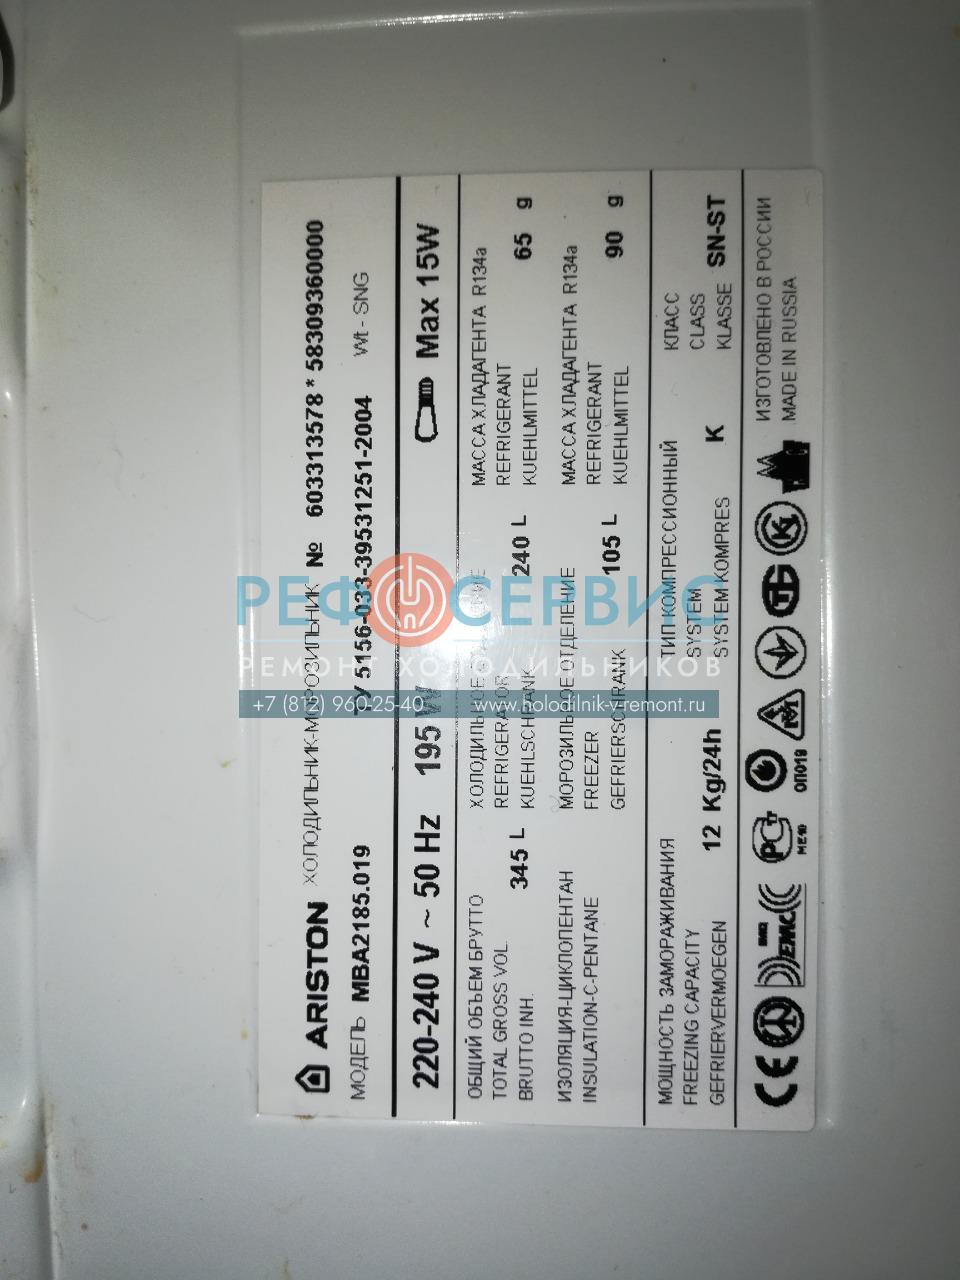 ARISTON ХОЛОДИЛЬНИК-МОРОЗИЛЬНИК № 603313578 * 58309360000
МОДЕЛЬ MBA2185.019 ТУ 5156-033-39531251-2004 Wt - SNG
220-240 V ~ 50 Hz 195 W Max 15W
ОБЩИЙ ОБЪЕМ БРУТТО
TOTAL GROSS VOL
BRUTTO INH.
345 L
ХОЛОДИЛЬНОЕ
REFRIGERATOR
KUEHLSCHRANK
240 L
МАССА ХЛАДАГЕНТА R134a
REFRIGERANT
KUEHLMITTEL
65 g
ИЗОЛЯЦИЯ-ЦИКЛОПЕНТАН
INSULATION-C-PENTANE
МОРОЗИЛЬНОЕ ОТДЕЛЕНИЕ
FREEZER
GEFRIERSCHRANK
105 L
МАССА ХЛАДАГЕНТА R134a
REFRIGERANT
KUEHLMITTEL
90 g
МОЩНОСТЬ ЗАМОРАЖИВАНИЯ
FREEZING CAPACITY
GEFRIERVERMOEGEN
12 Kg/24h
ТИП КОМПРЕССИОННЫЙ
SYSTEM
SYSTEM KOMPRES
K
КЛАСС
CLASS
KLASSE
SN-ST
CE
EMC
РСТ
ME10
ОП019
ИЗГОТОВЛЕНО В РОССИИ
MADE IN RUSSIA
РЕФОСЕРВИС
РЕМОНТ ХОЛОДИЛЬНИКОВ
+7 (812) 960-25-40 www.holodilnik-v-remont.ru